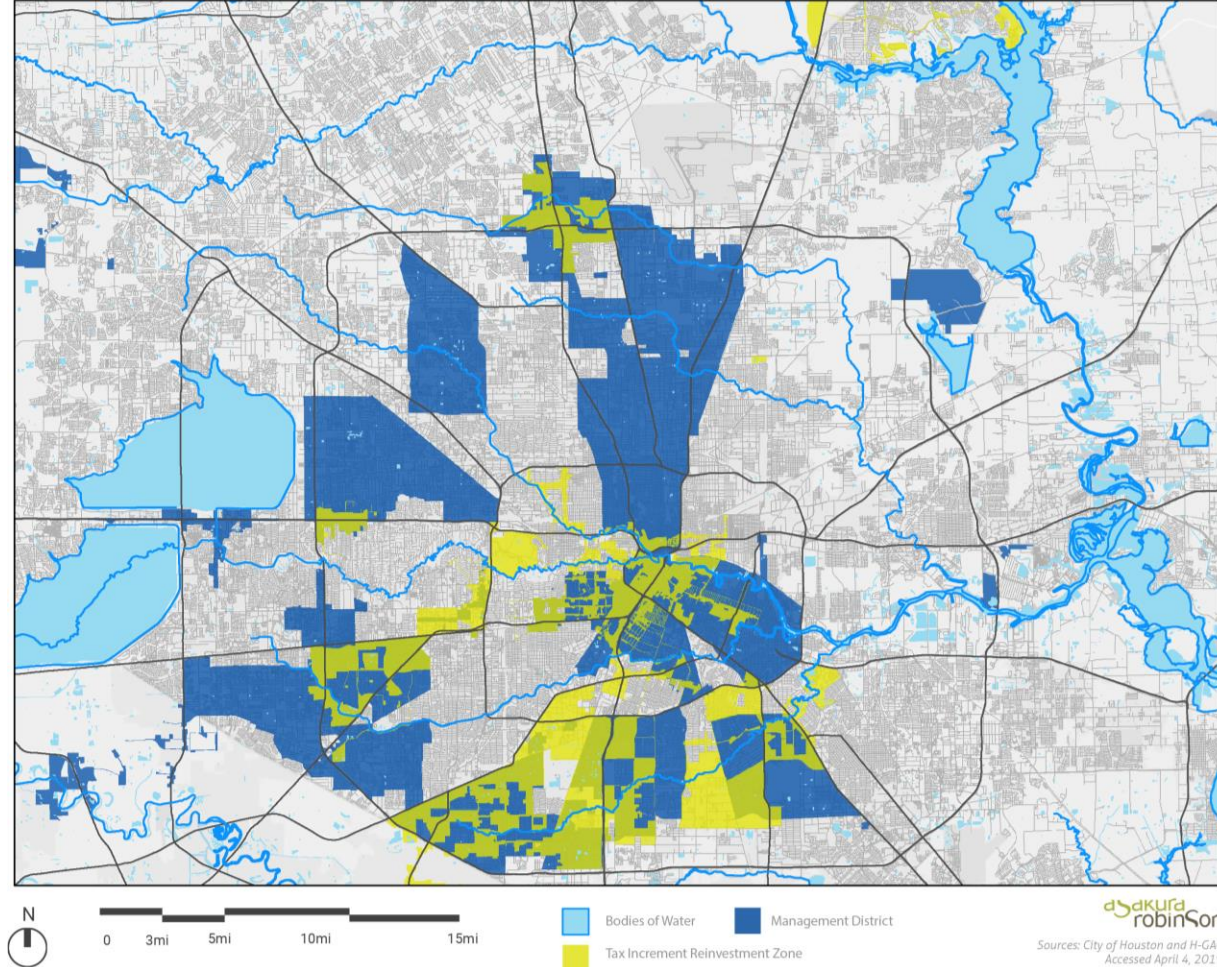 N
0 3mi 5mi 10mi 15mi
Bodies of Water
Management District
Tax Increment Reinvestment Zone
asakura
robinson
Sources: City of Houston and H-GA
Accessed April 4, 201